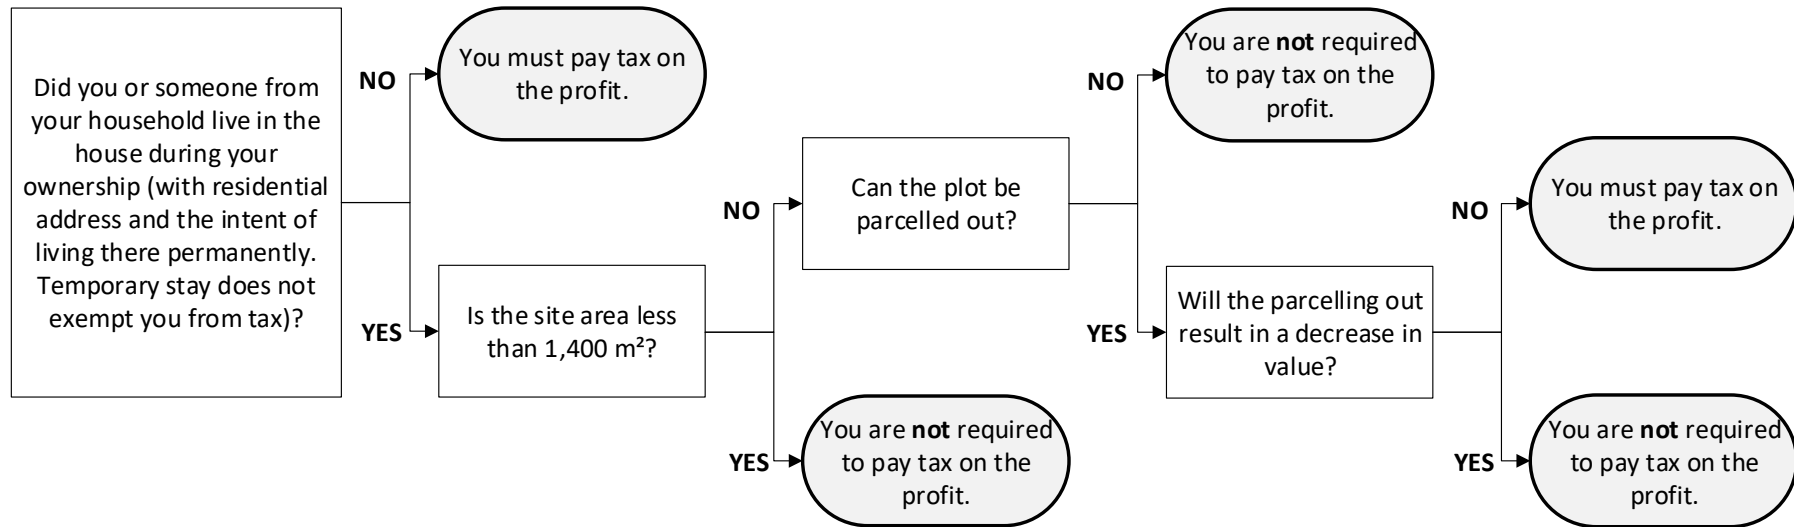 Did you or someone from
your household live in the
house during your
ownership (with residential
address and the intent of
living there permanently.
Temporary stay does not
exempt you from tax)?
NO
You must pay tax on
the profit.
YES
Is the site area less
than 1,400 m²?
NO
Can the plot be
parcelled out?
YES
You are not required
to pay tax on the
profit.
NO
You are not required
to pay tax on the
profit.
YES
Will the parcelling out
result in a decrease in
value?
NO
You must pay tax on
the profit.
YES
You are not required
to pay tax on the
profit.